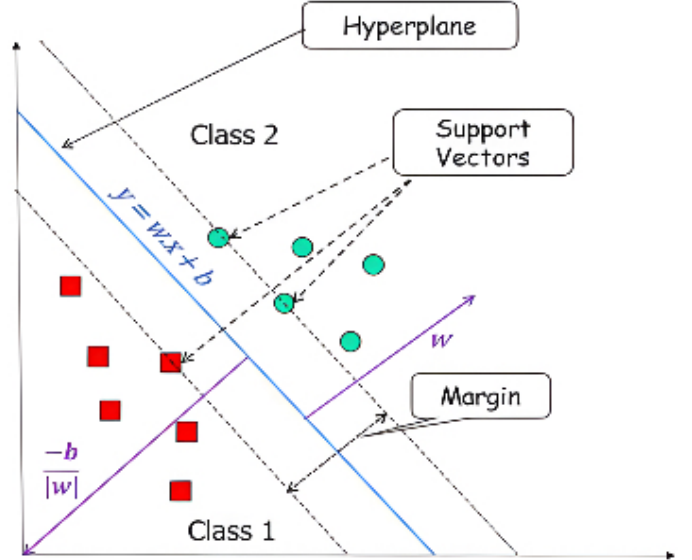 Hyperplane
Class 2
Support
Vectors
y = wx + b
w
Margin
-b
|w|
Class 1